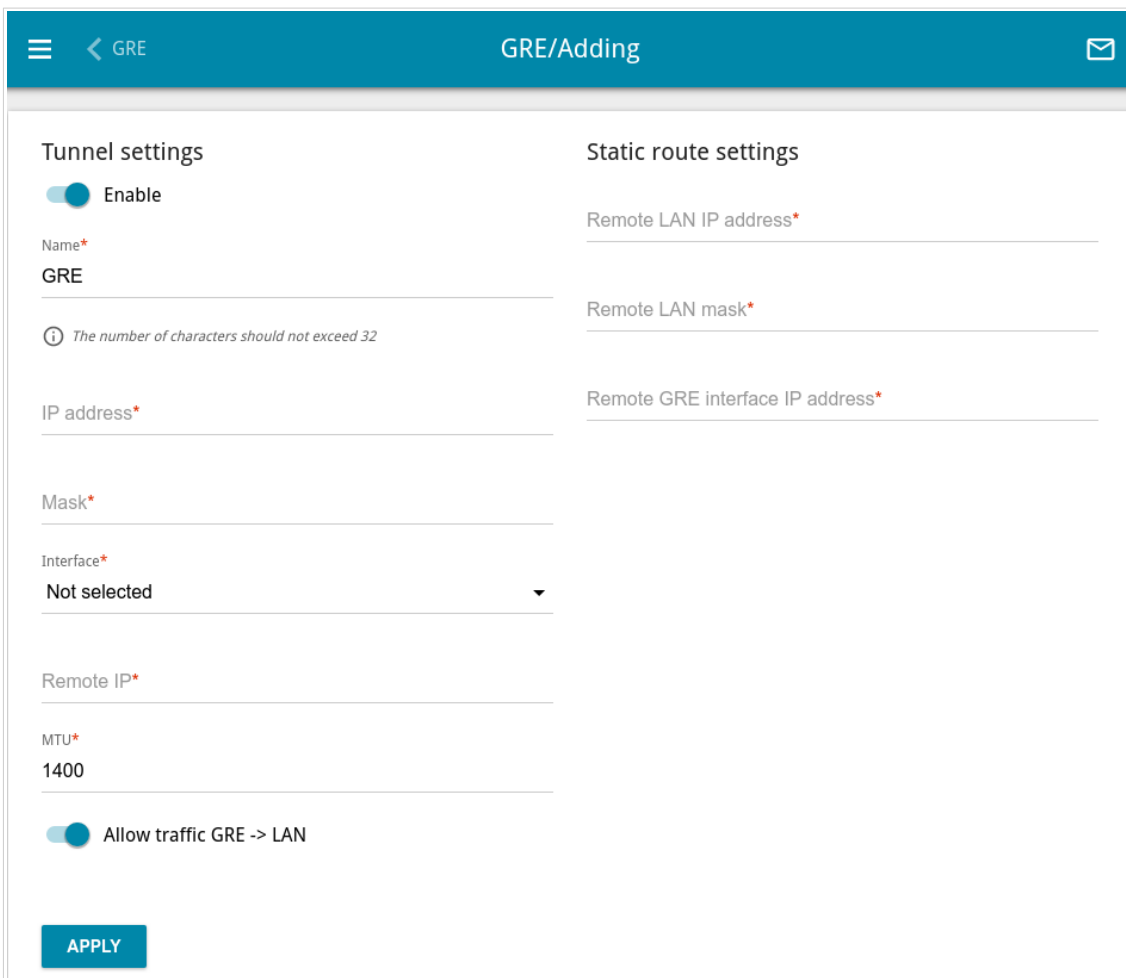 GRE
GRE/Adding
Tunnel settings
Enable
Name*
GRE
The number of characters should not exceed 32
IP address*
Mask*
Interface*
Not selected
Remote IP*
MTU*
1400
Allow traffic GRE -> LAN
APPLY
Static route settings
Remote LAN IP address*
Remote LAN mask*
Remote GRE interface IP address*